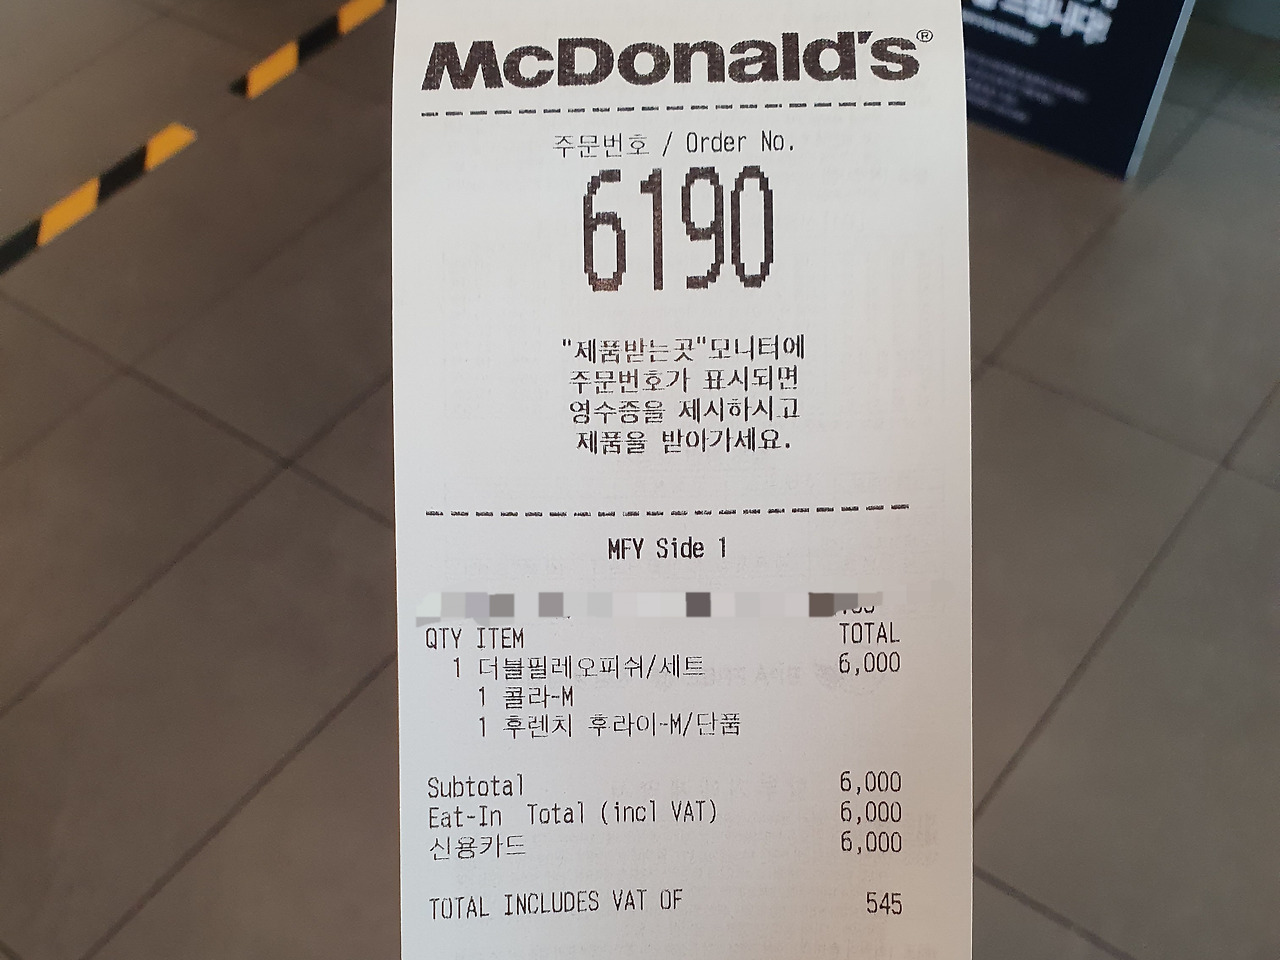 McDonald's®
주문번호 / Order No.
6190
"제품받는곳"모니터에
주문번호가 표시되면
영수증을 제시하시고
제품을 받아가세요.
MFY Side 1
QTY ITEM TOTAL
1 더블필레오피쉬/세트 6,000
1 콜라-M
1 후렌치 후라이-M/단품
Subtotal 6,000
Eat-In Total (incl VAT) 6,000
신용카드 6,000
TOTAL INCLUDES VAT OF 545